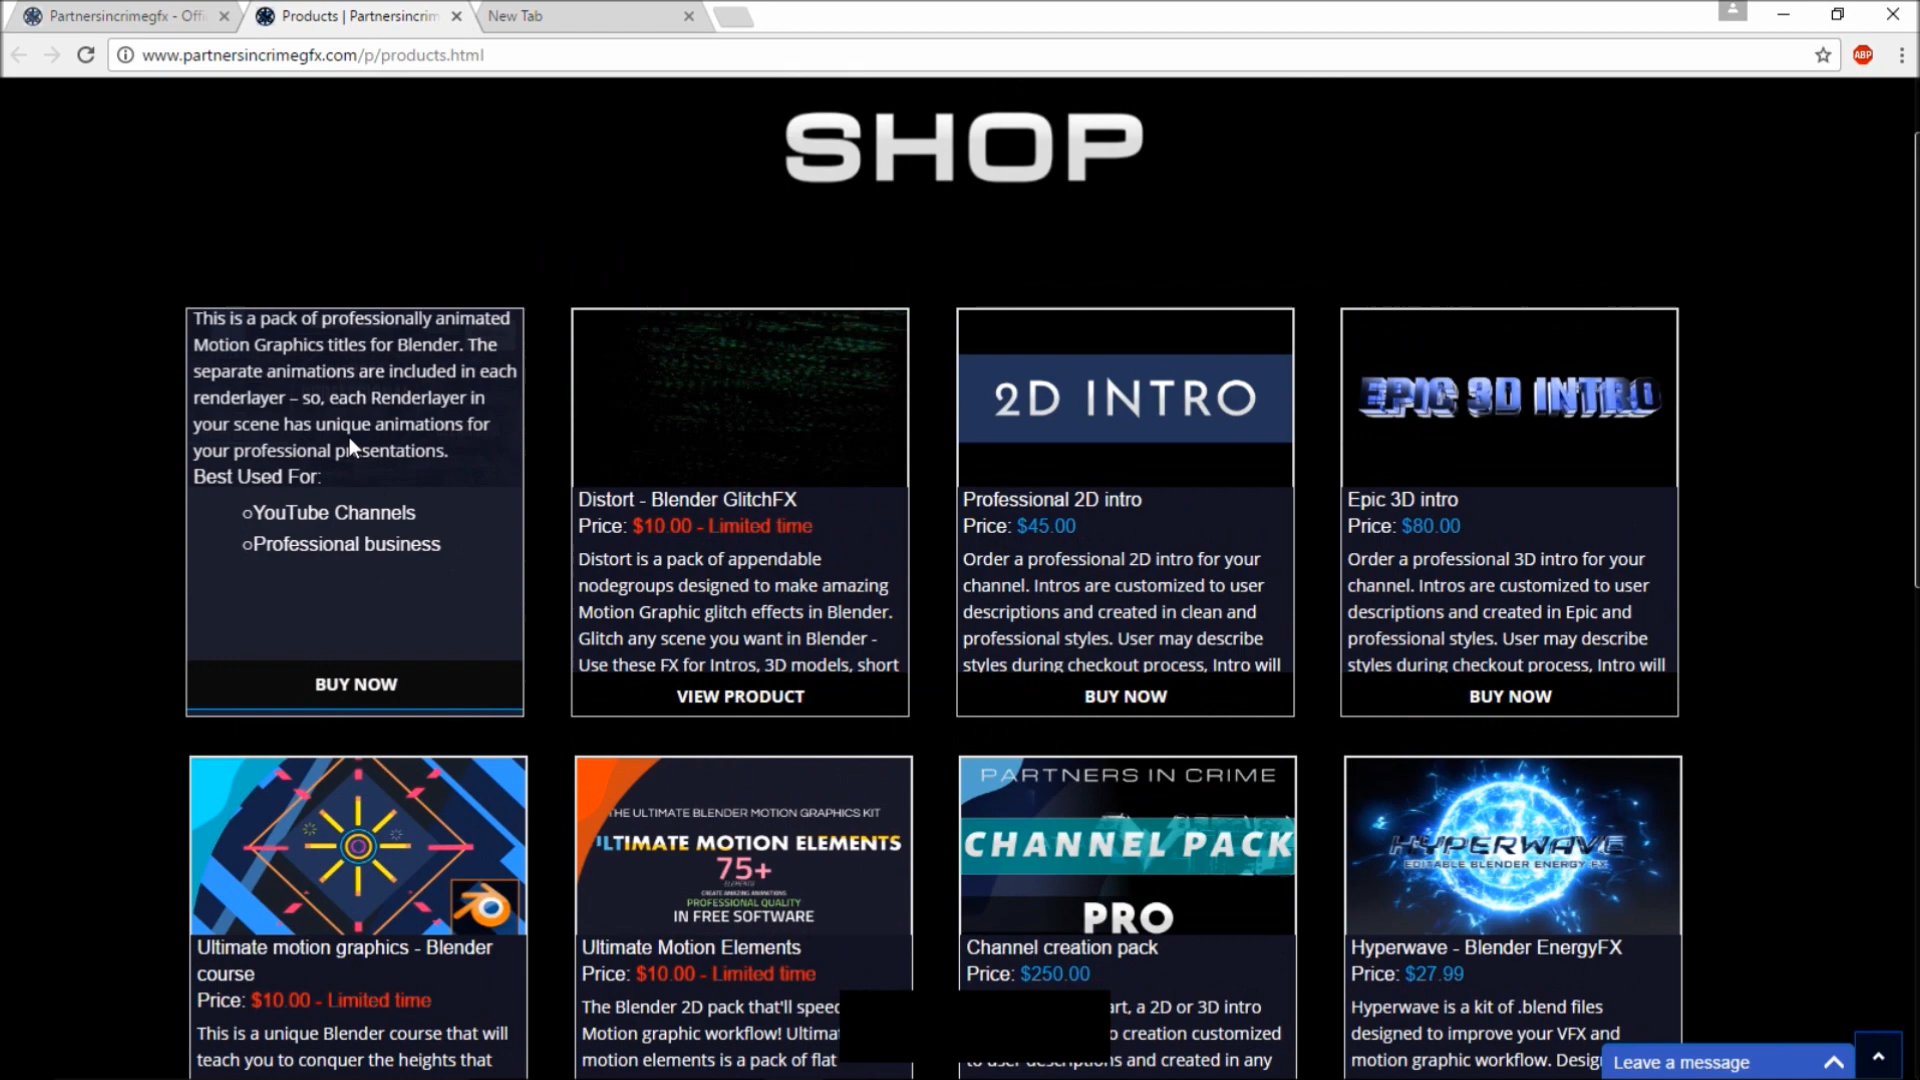 Partnersincrimegfx - Offi
Products | Partnersincrim
New Tab
www.partnersincrimegfx.com/p/products.html
ABP
SHOP
This is a pack of professionally animated
Motion Graphics titles for Blender. The
separate animations are included in each
renderlayer – so, each Renderlayer in
your scene has unique animations for
your professional presentations.
Best Used For:
YouTube Channels
Professional business
BUY NOW
Distort - Blender GlitchFX
Price: $10.00 - Limited time
Distort is a pack of appendable
nodegroups designed to make amazing
Motion Graphic glitch effects in Blender.
Glitch any scene you want in Blender -
Use these FX for Intros, 3D models, short
VIEW PRODUCT
2D INTRO
Professional 2D intro
Price: $45.00
Order a professional 2D intro for your
channel. Intros are customized to user
descriptions and created in clean and
professional styles. User may describe
styles during checkout process, Intro will
BUY NOW
EPIC 3D INTRO
Epic 3D intro
Price: $80.00
Order a professional 3D intro for your
channel. Intros are customized to user
descriptions and created in Epic and
professional styles. User may describe
styles during checkout process, Intro will
BUY NOW
Ultimate motion graphics - Blender
course
Price: $10.00 - Limited time
This is a unique Blender course that will
teach you to conquer the heights that
THE ULTIMATE BLENDER MOTION GRAPHICS KIT
ULTIMATE MOTION ELEMENTS
75+
ELEMENTS
CREATE AMAZING ANIMATIONS
PROFESSIONAL QUALITY
IN FREE SOFTWARE
Ultimate Motion Elements
Price: $10.00 - Limited time
The Blender 2D pack that'll speed
Motion graphic workflow! Ultimat
motion elements is a pack of flat
PARTNERS IN CRIME
CHANNEL PACK
PRO
Channel creation pack
Price: $250.00
art, a 2D or 3D intro
o creation customized
to user descriptions and created in any
HYPERWAVE
EDITABLE BLENDER ENERGY FX
Hyperwave - Blender EnergyFX
Price: $27.99
Hyperwave is a kit of .blend files
designed to improve your VFX and
motion graphic workflow. Desig
Leave a message